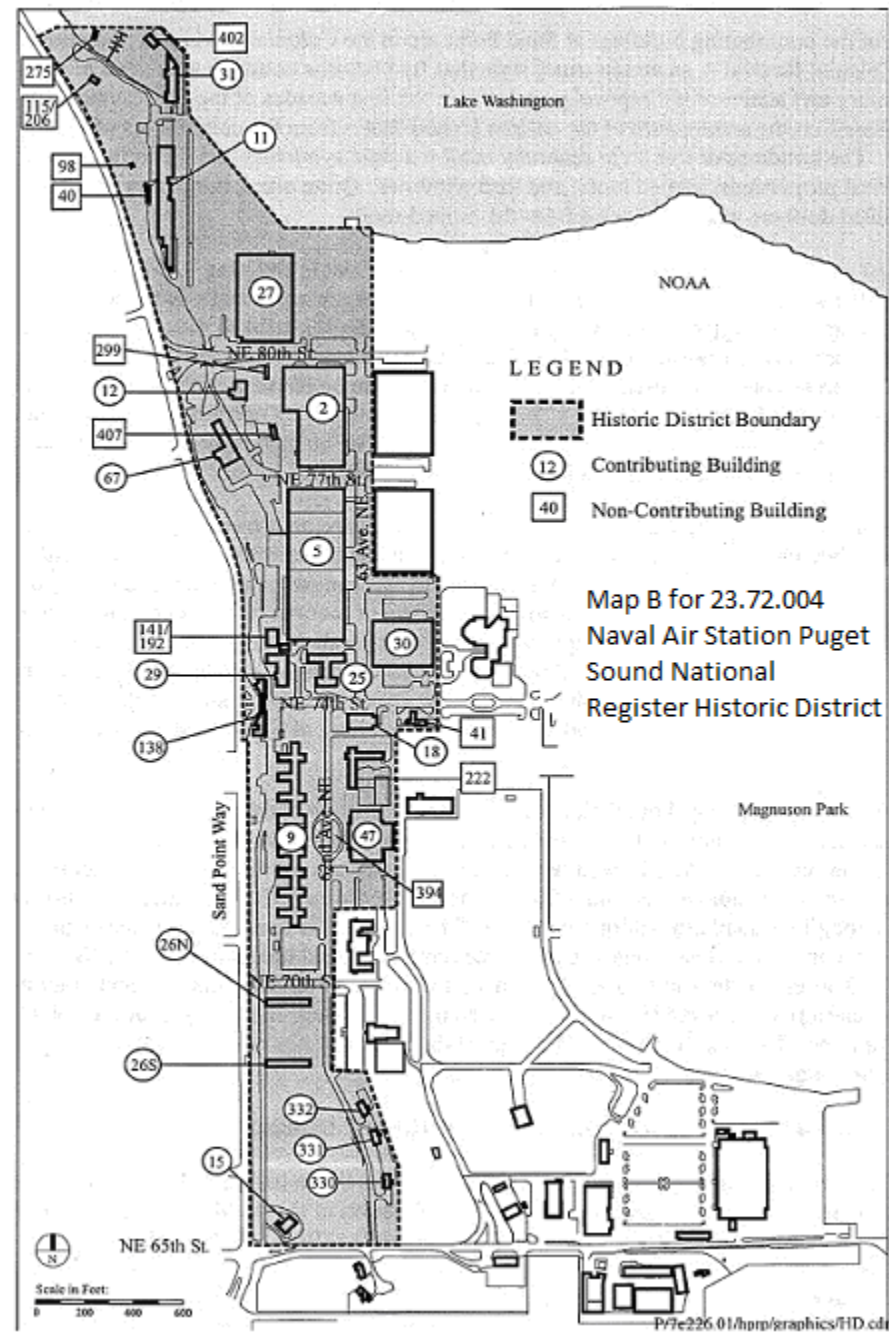 402
275
31
115/
206
Lake Washington
11
98
40
27
NOAA
299
NE 80th St.
LEGEND
12
2
Historic District Boundary
407
12 Contributing Building
67
NE 77th St.
40 Non-Contributing Building
5
63 Ave. NE
Map B for 23.72.004
Naval Air Station Puget
Sound National
Register Historic District
141/
192
30
29
25
NE 74th St.
138
18
41
222
Magnuson Park
Sand Point Way
9
47
394
26N
NE 70th S
26S
332
331
15
330
NE 65th St.
N
Scale in Feet:
0 200 400 600
P/7e226.01/hprp/graphics/HD.cdr